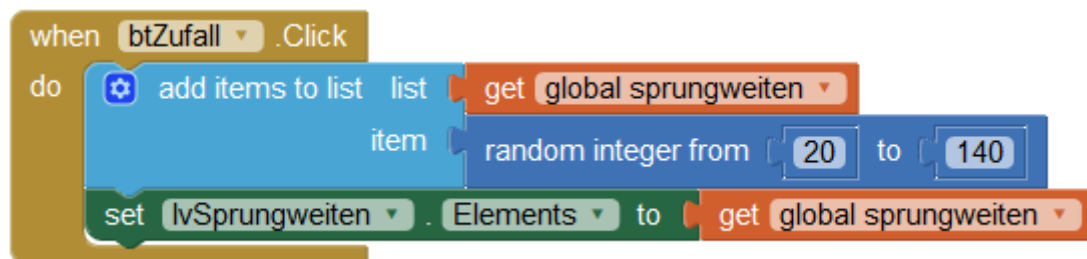 when btZufall .Click
do add items to list list get global sprungweiten
item random integer from 20 to 140
set lvSprungweiten . Elements to get global sprungweiten